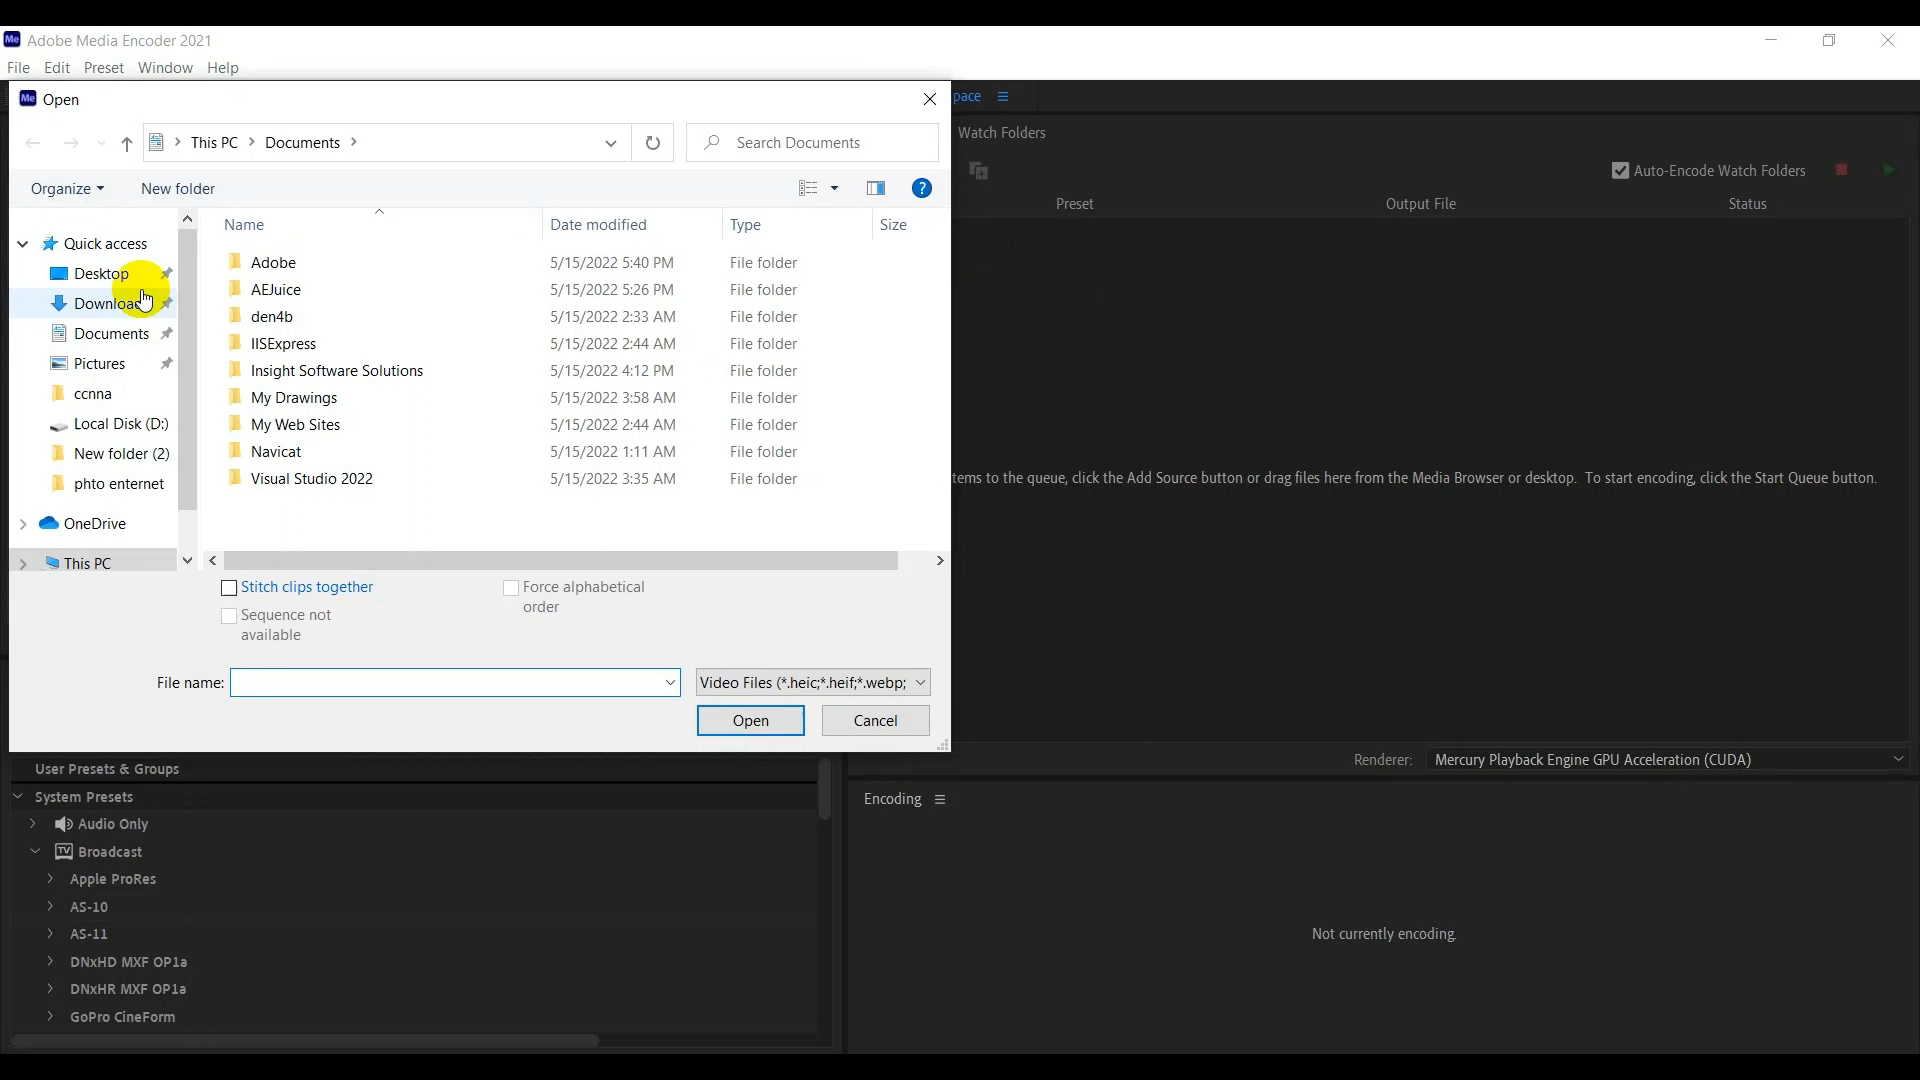 Me Adobe Media Encoder 2021
File Edit Preset Window Help
Me Open
pace
This PC Documents
Search Documents
Watch Folders
Organize New folder
Auto-Encode Watch Folders
Preset Output File Status
Name Date modified Type Size
Quick access
Desktop
Downloa
Documents
Pictures
ccnna
Local Disk (D:)
New folder (2)
phto enternet
OneDrive
This PC
Adobe 5/15/2022 5:40 PM File folder
AEJuice 5/15/2022 5:26 PM File folder
den4b 5/15/2022 2:33 AM File folder
IISExpress 5/15/2022 2:44 AM File folder
Insight Software Solutions 5/15/2022 4:12 PM File folder
My Drawings 5/15/2022 3:58 AM File folder
My Web Sites 5/15/2022 2:44 AM File folder
Navicat 5/15/2022 1:11 AM File folder
Visual Studio 2022 5/15/2022 3:35 AM File folder
tems to the queue, click the Add Source button or drag files here from the Media Browser or desktop. To start encoding, click the Start Queue button.
Stitch clips together
Force alphabetical
order
Sequence not
available
File name:
Video Files (*.heic;*.heif;*.webp;
Open Cancel
Renderer: Mercury Playback Engine GPU Acceleration (CUDA)
User Presets & Groups
System Presets
Audio Only
TV Broadcast
Apple ProRes
AS-10
AS-11
DNxHD MXF OP1a
DNxHR MXF OP1a
GoPro CineForm
Encoding
Not currently encoding.